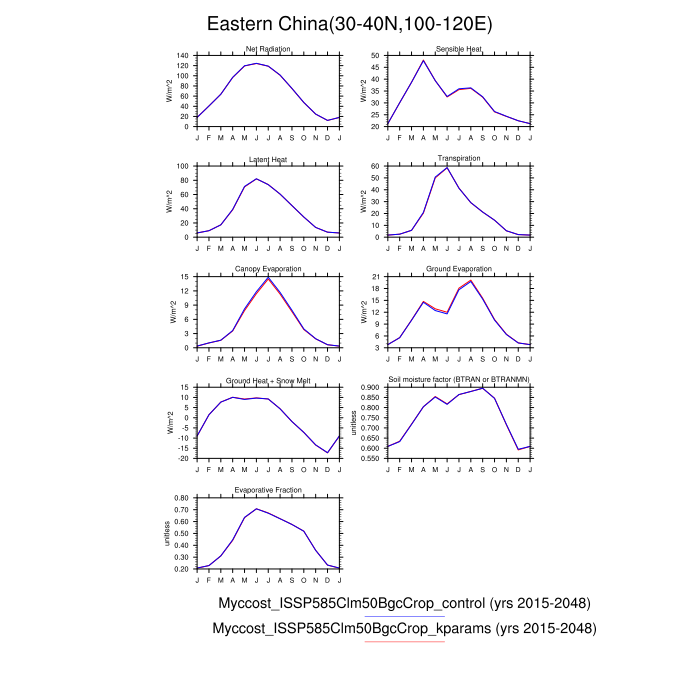 Eastern China(30-40N,100-120E)
Net Radiation
W/m^2
140
120
100
80
60
40
20
0
J F M A M J J A S O N D J
Sensible Heat
50
45
40
35
30
25
20
W/m^2
J F M A M J J A S O N D J
Latent Heat
100
80
60
40
20
0
W/m^2
J F M A M J J A S O N D J
Transpiration
60
50
40
30
20
10
0
W/m^2
J F M A M J J A S O N D J
Canopy Evaporation
15
12
9
6
3
0
W/m^2
J F M A M J J A S O N D J
Ground Evaporation
21
18
15
12
9
6
3
W/m^2
J F M A M J J A S O N D J
Ground Heat + Snow Melt
15
10
5
0
-5
-10
-15
-20
W/m^2
J F M A M J J A S O N D J
Soil moisture factor (BTRAN or BTRANMN)
0.900
0.850
0.800
0.750
0.700
0.650
0.600
0.550
unitless
J F M A M J J A S O N D J
Evaporative Fraction
0.80
0.70
0.60
0.50
0.40
0.30
0.20
unitless
J F M A M J J A S O N D J
Myccost_ISSP585Clm50BgcCrop_control (yrs 2015-2048)
Myccost_ISSP585Clm50BgcCrop_kparams (yrs 2015-2048)